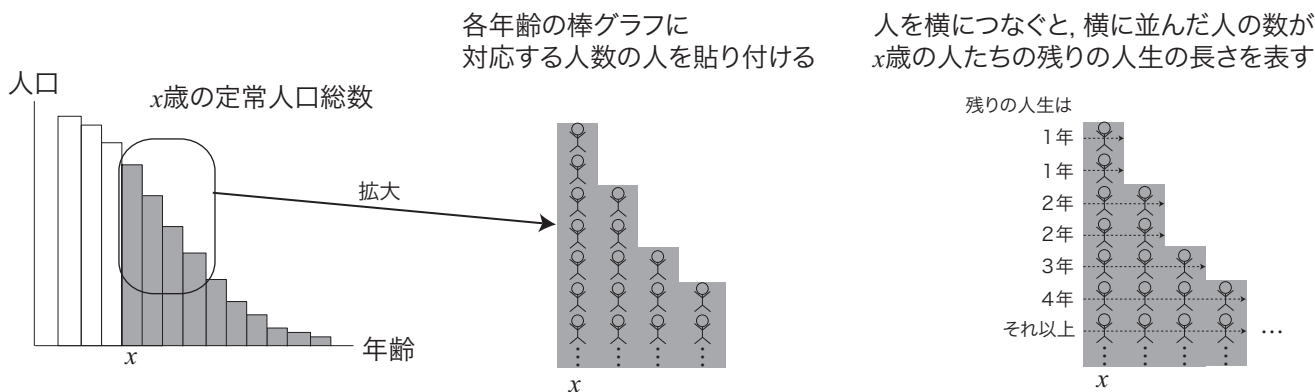 各年齢の棒グラフに
対応する人数の人を貼り付ける
人を横につなぐと, 横に並んだ人の数が
x歳の人たちの残りの人生の長さを表す
人口
x歳の定常人口総数
拡大
年齢
x
x
残りの人生は
1年
1年
2年
2年
3年
4年
それ以上
…
x